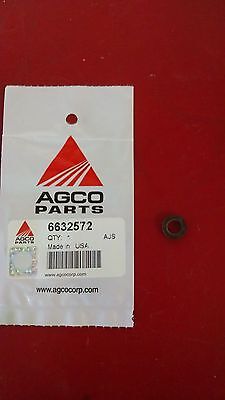 AGCO
PARTS
6632572
QTY: 1 AJS
Made in USA
www.agcocorp.com